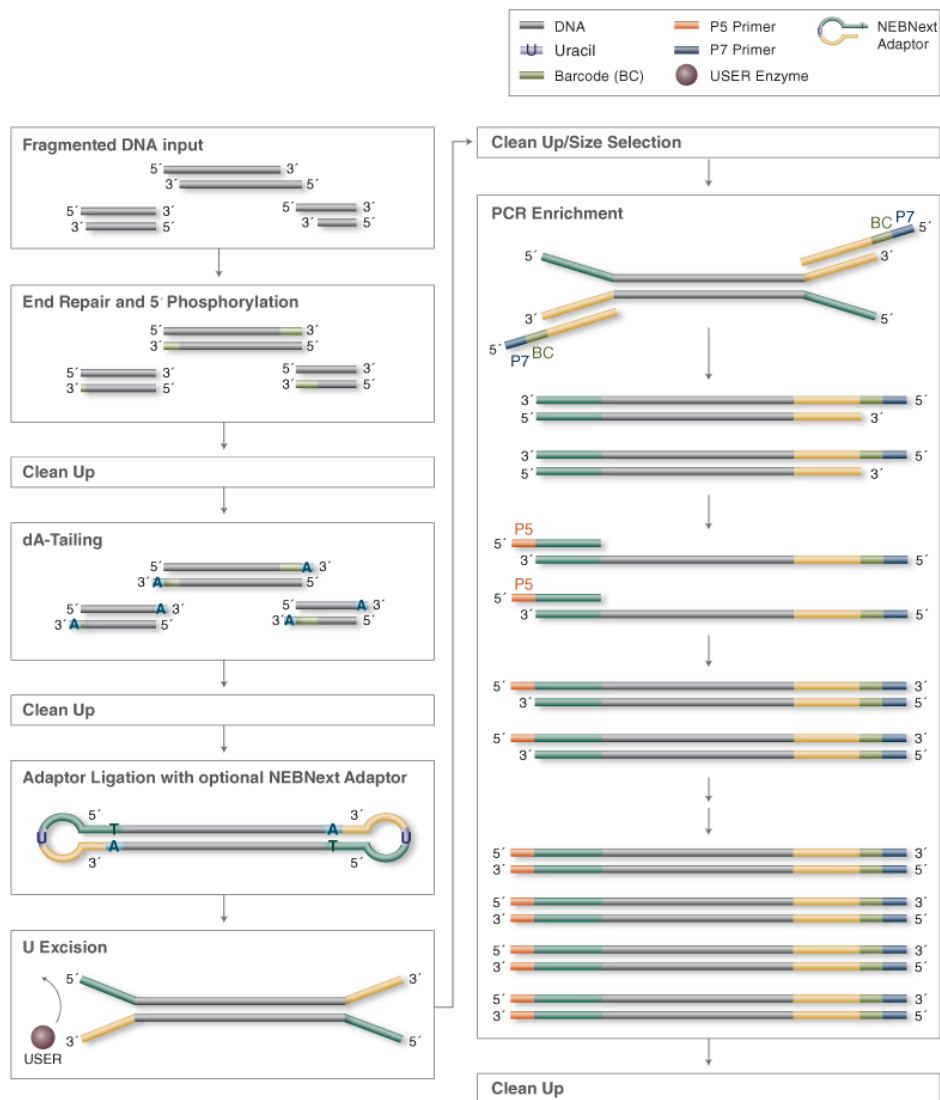 DNA
Uracil
U
Barcode (BC)
P5 Primer
P7 Primer
USER Enzyme
NEBNext
Adaptor
Fragmented DNA input
5´ 3´
3´ 5´
5´ 3´
3´ 5´
5´ 3´
3´ 5´
End Repair and 5´ Phosphorylation
5´ 3´
3´ 5´
5´ 3´
3´ 5´
5´ 3´
3´ 5´
Clean Up
dA-Tailing
5´ A 3´
3´ A 5´
5´ A 3´
3´ A 5´
5´ A 3´
3´ A 5´
Clean Up
Adaptor Ligation with optional NEBNext Adaptor
5´ 3´
T A
U U
A T
3´ 5´
U Excision
5´ 3´
3´ 5´
USER
Clean Up/Size Selection
PCR Enrichment
BC P7
5´
5´ 3´
3´ 5´
5´
P7 BC
3´ 5´
5´ 3´
3´ 5´
5´ 3´
P5
5´
3´ 5´
P5
5´
3´ 5´
5´ 3´
3´ 5´
5´ 3´
3´ 5´
5´ 3´
3´ 5´
5´ 3´
3´ 5´
5´ 3´
3´ 5´
5´ 3´
3´ 5´
Clean Up